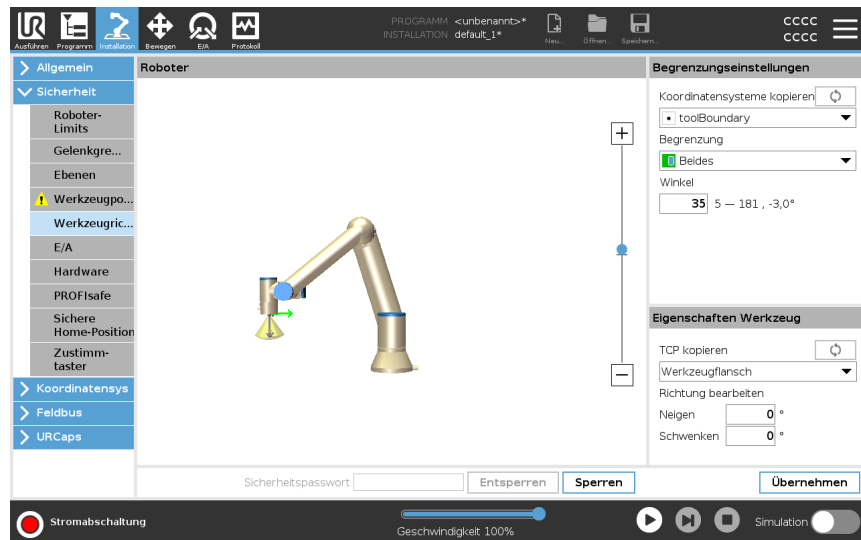 PROGRAMM <unbenannt>*
INSTALLATION default_1*
Ausführen
Programm
Installation
Bewegen
E/A
Protokoll
Neu...
Öffnen...
Speichern...
cccc
cccc
Allgemein
Sicherheit
Roboter-
Limits
Gelenkgre...
Ebenen
Werkzeugpo...
Werkzeugric...
E/A
Hardware
PROFIsafe
Sichere
Home-Position
Zustimm-
taster
Koordinatensys
Feldbus
URCaps
Roboter
Begrenzungseinstellungen
Koordinatensysteme kopieren
toolBoundary
Begrenzung
Beides
Winkel
35 5 — 181 , -3,0°
Eigenschaften Werkzeug
TCP kopieren
Werkzeugflansch
Richtung bearbeiten
Neigen 0 °
Schwenken 0 °
Sicherheitspasswort
Entsperren
Sperren
Übernehmen
Stromabschaltung
Geschwindigkeit 100%
Simulation